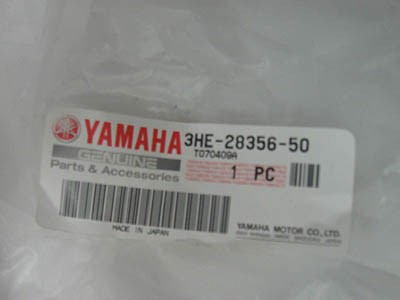 YAMAHA 3HE-28356-50
T070409A
GENUINE
Parts & Accessories
1 PC
YAMAHA MOTOR CO.,LTD.
MADE IN JAPAN